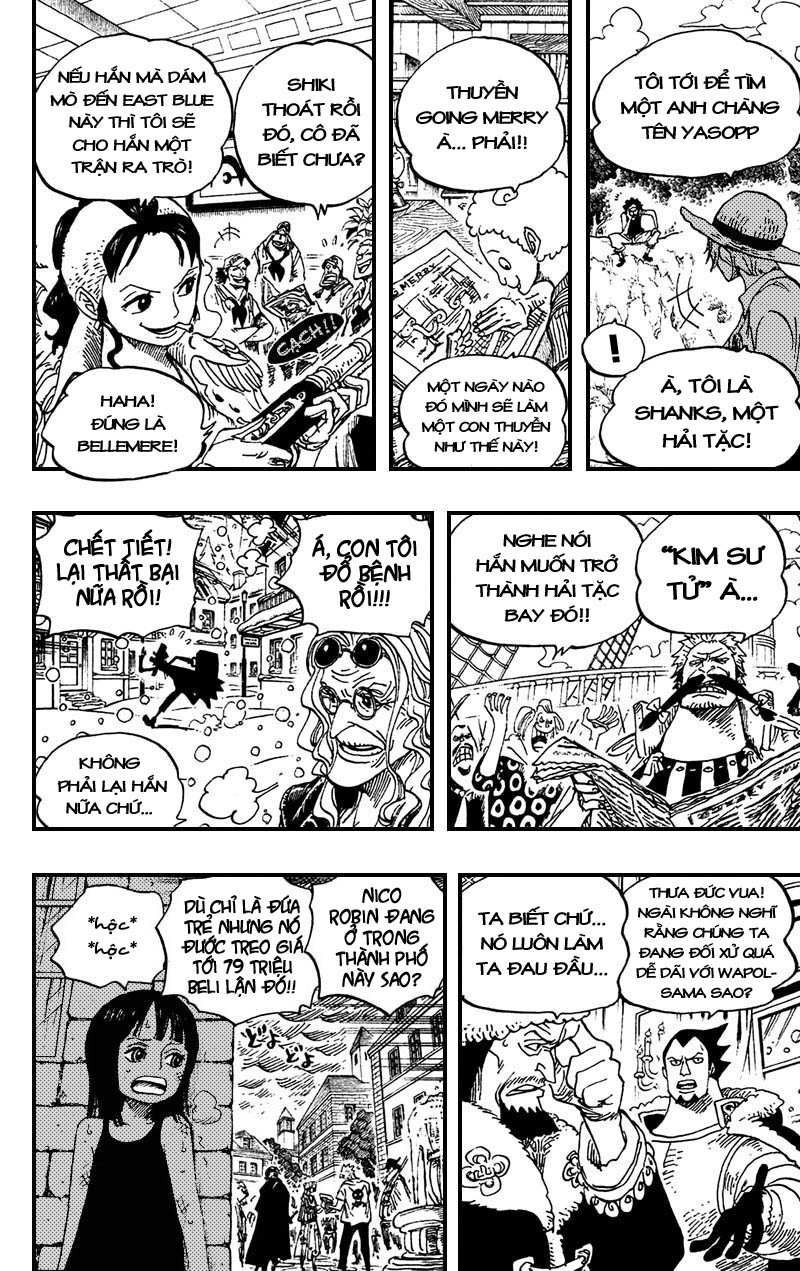 TÔI TỚI ĐỂ TÌM
MỘT ANH CHÀNG
TÊN YASOPP
!
À, TÔI LÀ
SHANKS, MỘT
HẢI TẶC!
THUYỀN
GOING MERRY
À... PHẢI!!
G MERRY
MỘT NGÀY NÀO
ĐÓ MÌNH SẼ LÀM
MỘT CON THUYỀN
NHƯ THẾ NÀY!
SHIKI
THOÁT RỒI
ĐÓ, CÔ ĐÃ
BIẾT CHƯA?
NẾU HẮN MÀ DÁM
MÒ ĐẾN EAST BLUE
NÀY THÌ TÔI SẼ
CHO HẮN MỘT
TRẬN RA TRÒ!
CẠCH!!
HAHA!
ĐÚNG LÀ
BELLEMERE!
“KIM SƯ
TỬ” À...
NGHE NÓI
HẮN MUỐN TRỞ
THÀNH HẢI TẶC
BAY ĐÓ!!
Á, CON TÔI
ĐỔ BỆNH
RỒI!!!
CHẾT TIẾT!
LẠI THẤT BẠI
NỮA RỒI!
KHÔNG
PHẢI LẠI HẮN
NỮA CHỨ...
THƯA ĐỨC VUA!
NGÀI KHÔNG NGHĨ
RẰNG CHÚNG TA
ĐANG ĐỐI XỬ QUÁ
DỄ DÃI VỚI WAPOL-
SAMA SAO?
TA BIẾT CHỨ...
NÓ LUÔN LÀM
TA ĐAU ĐẦU...
NICO
ROBIN ĐANG
Ở TRONG
THÀNH PHỐ
NÀY SAO?
DÙ CHỈ LÀ ĐỨA
TRẺ NHƯNG NÓ
ĐƯỚC TREO GIÁ
TỚI 79 TRIỆU
BELI LẬN ĐÓ!!
どよどよ
*HỘC*
*HỘC*